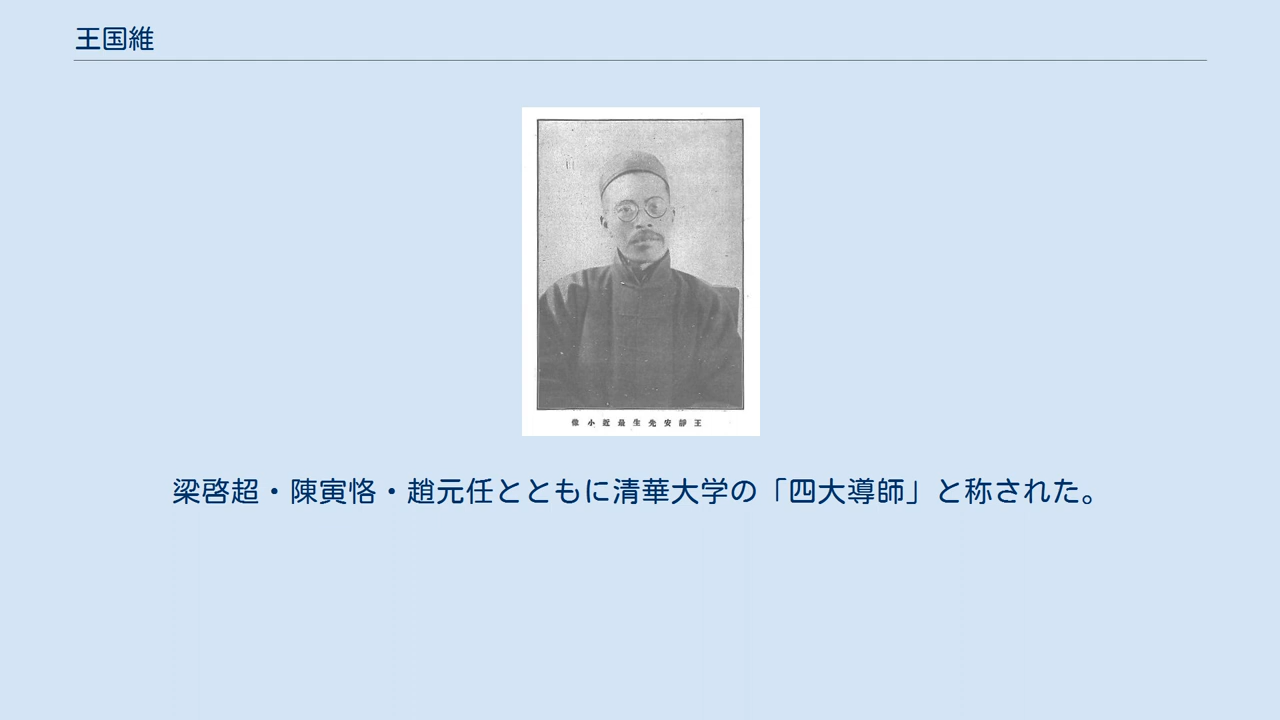 王国維
王靜安先生最近小像
梁啓超・陳寅恪・趙元任とともに清華大学の「四大導師」と称された。